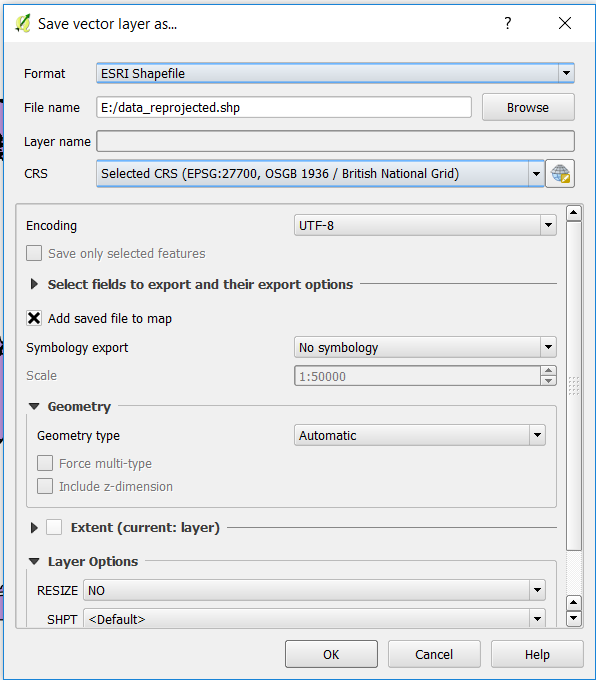 Save vector layer as...
Format ESRI Shapefile
File name E:/data_reprojected.shp Browse
Layer name
CRS Selected CRS (EPSG:27700, OSGB 1936 / British National Grid)
Encoding UTF-8
Save only selected features
Select fields to export and their export options
Add saved file to map
Symbology export No symbology
Scale 1:50000
Geometry
Geometry type Automatic
Force multi-type
Include z-dimension
Extent (current: layer)
Layer Options
RESIZE NO
SHPT <Default>
OK Cancel Help